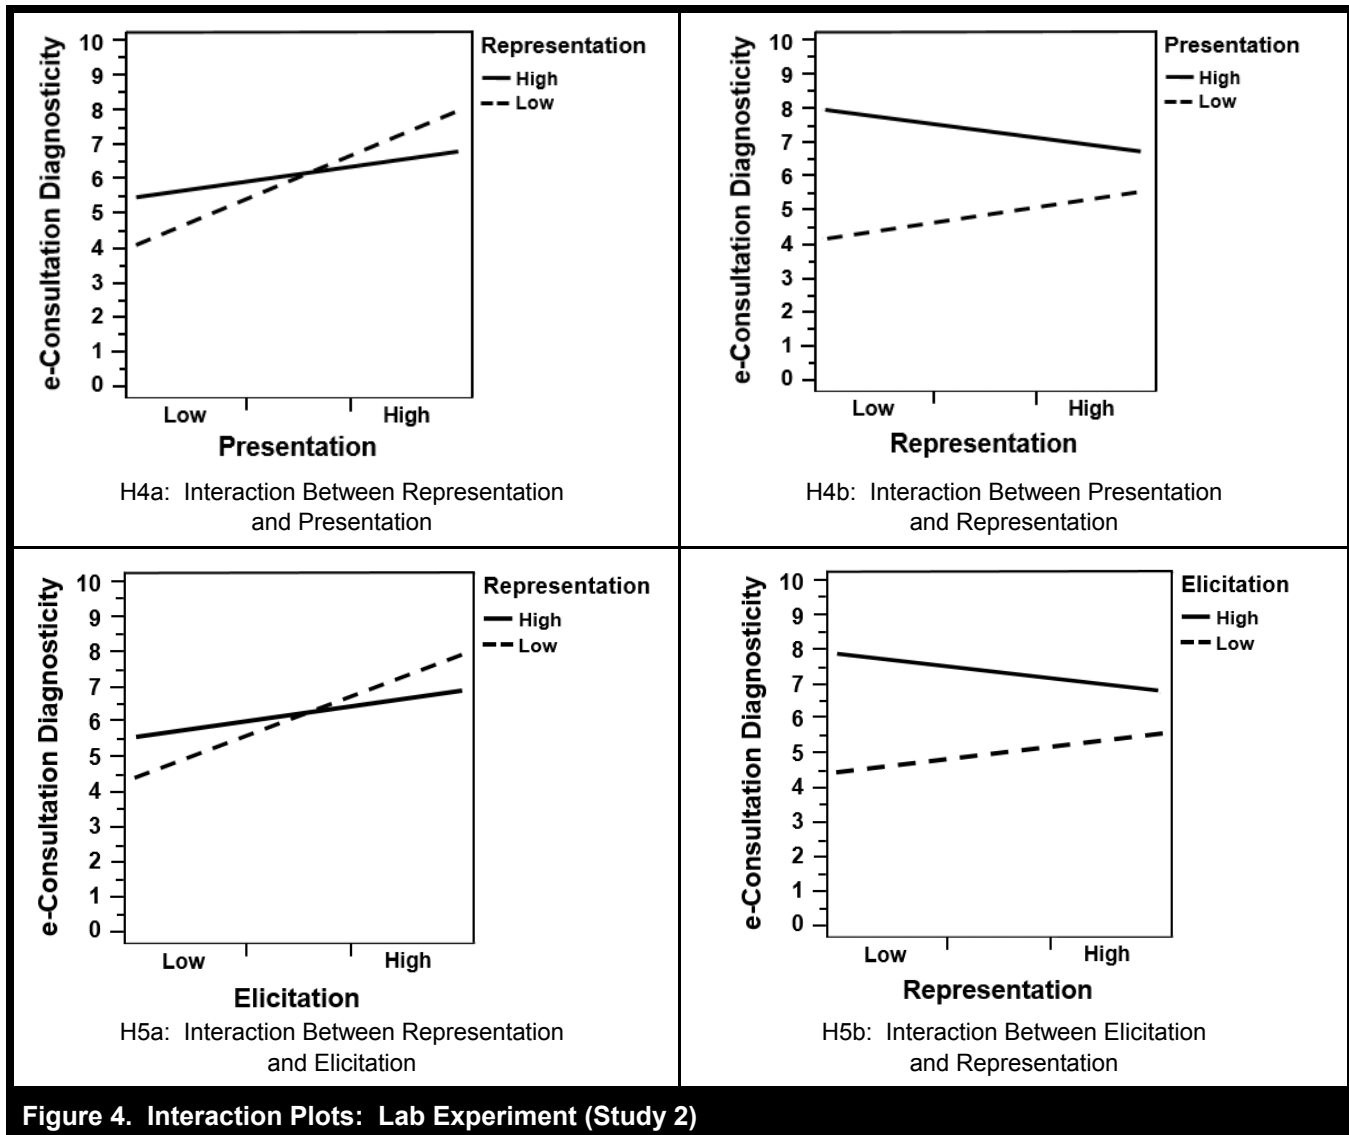 Representation
High
Low
10
9
8
7
6
5
4
3
2
1
0
e-Consultation Diagnosticity
Low High
Presentation
H4a: Interaction Between Representation
and Presentation
Presentation
High
Low
10
9
8
7
6
5
4
3
2
1
0
e-Consultation Diagnosticity
Low High
Representation
H4b: Interaction Between Presentation
and Representation
Representation
High
Low
10
9
8
7
6
5
4
3
2
1
0
e-Consultation Diagnosticity
Low High
Elicitation
H5a: Interaction Between Representation
and Elicitation
Elicitation
High
Low
10
9
8
7
6
5
4
3
2
1
0
e-Consultation Diagnosticity
Low High
Representation
H5b: Interaction Between Elicitation
and Representation
Figure 4. Interaction Plots: Lab Experiment (Study 2)